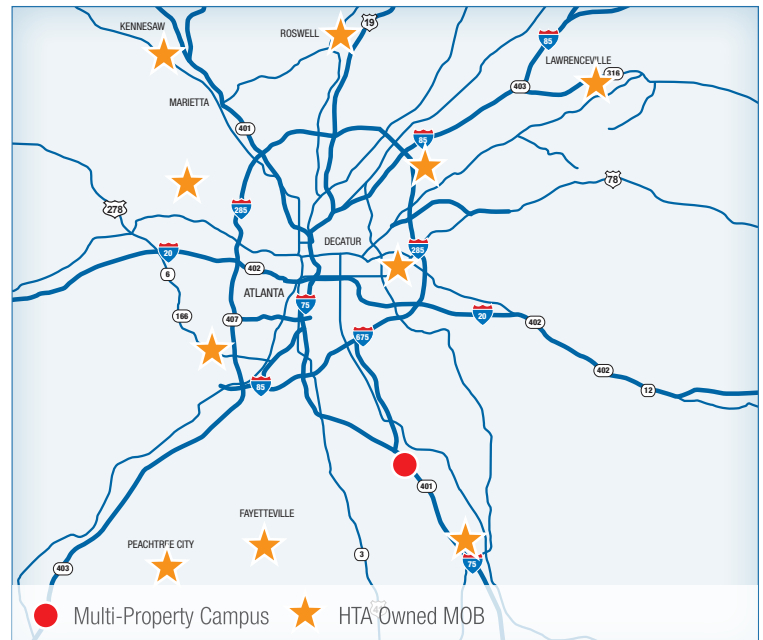 KENNESAW
19
ROSWELL
85
LAWRENCEVILLE
316
403
MARIETTA
401
85
78
278
285
DECATUR
285
20
402
6
ATLANTA
75
166
407
20
402
675
402
85
12
401
FAYETTEVILLE
PEACHTREE CITY
3
75
403
Multi-Property Campus
HTA Owned MOB